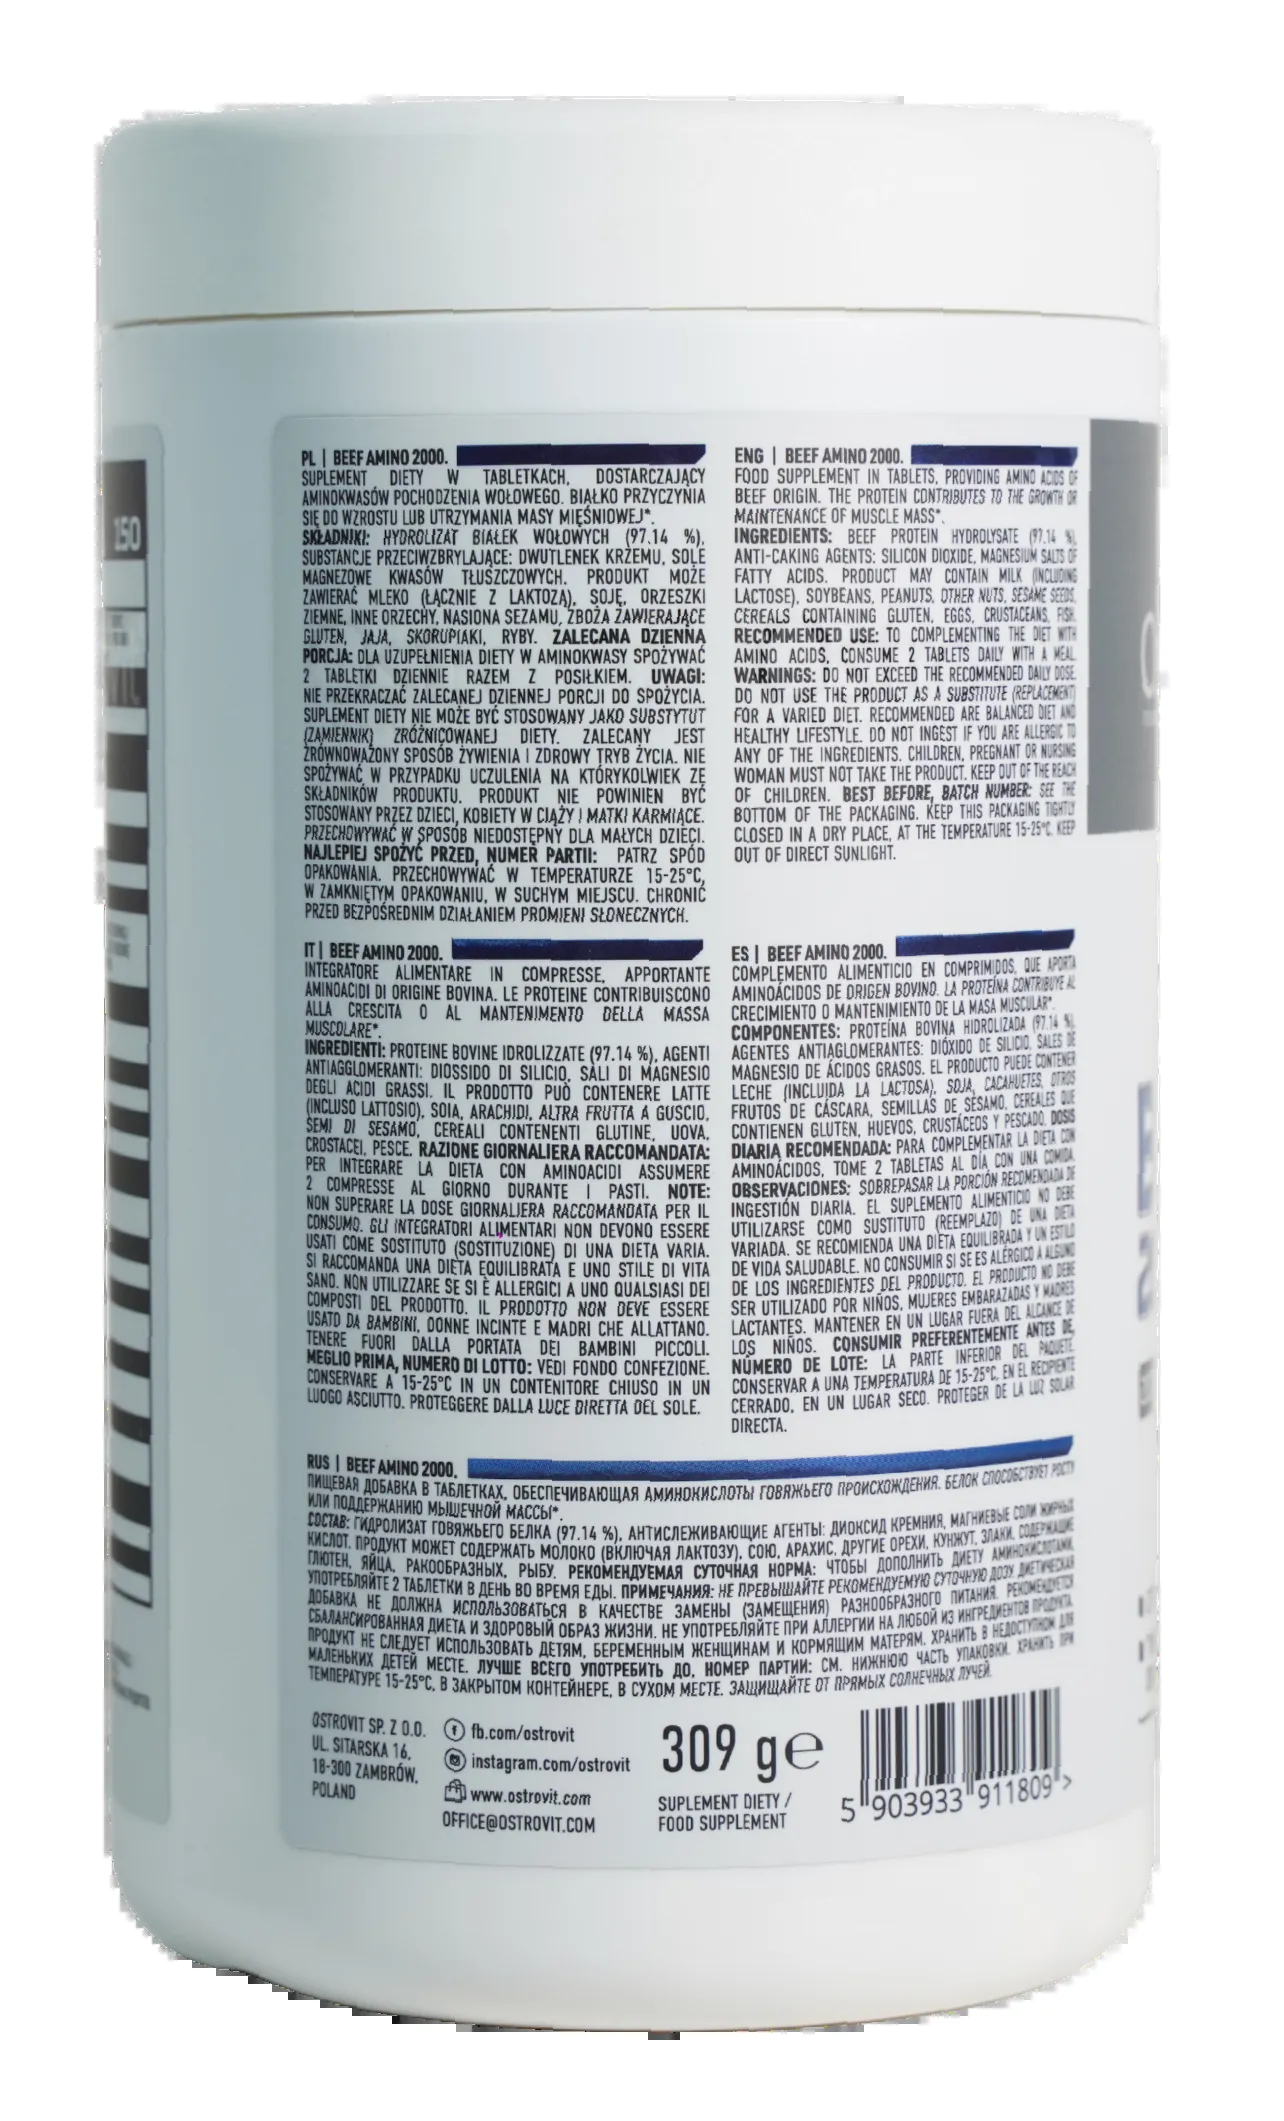 150
PL | BEEF AMINO 2000.
SUPLEMENT DIETY W TABLETKACH, DOSTARCZAJĄCY
AMINOKWASÓW POCHODZENIA WOŁOWEGO. BIAŁKO PRZYCZYNIA
SIĘ DO WZROSTU LUB UTRZYMANIA MASY MIĘŚNIOWEJ*.
SKŁADNIKI: HYDROLIZAT BIAŁEK WOŁOWYCH (97.14 %),
SUBSTANCJE PRZECIWZBRYLAJĄCE: DWUTLENEK KRZEMU, SOLE
MAGNEZOWE KWASÓW TŁUSZCZOWYCH. PRODUKT MOŻE
ZAWIERAĆ MLEKO (ŁĄCZNIE Z LAKTOZĄ), SOJĘ, ORZESZKI
ZIEMNE, INNE ORZECHY, NASIONA SEZAMU, ZBOŻA ZAWIERAJĄCE
GLUTEN, JAJA, SKORUPIAKI, RYBY. ZALECANA DZIENNA
PORCJA: DLA UZUPEŁNIENIA DIETY W AMINOKWASY SPOŻYWAĆ
2 TABLETKI DZIENNIE RAZEM Z POSIŁKIEM. UWAGI:
NIE PRZEKRACZAĆ ZALECANEJ DZIENNEJ PORCJI DO SPOŻYCIA.
SUPLEMENT DIETY NIE MOŻE BYĆ STOSOWANY JAKO SUBSTYTUT
(ZAMIENNIK) ZRÓŻNICOWANEJ DIETY. ZALECANY JEST
ZRÓWNOWAŻONY SPOSÓB ŻYWIENIA I ZDROWY TRYB ŻYCIA. NIE
SPOŻYWAĆ W PRZYPADKU UCZULENIA NA KTÓRYKOLWIEK ZE
SKŁADNIKÓW PRODUKTU. PRODUKT NIE POWINIEN BYĆ
STOSOWANY PRZEZ DZIECI, KOBIETY W CIĄŻY I MATKI KARMIĄCE.
PRZECHOWYWAĆ W SPOSÓB NIEDOSTĘPNY DLA MAŁYCH DZIECI.
NAJLEPIEJ SPOŻYĆ PRZED, NUMER PARTII: PATRZ SPÓD
OPAKOWANIA. PRZECHOWYWAĆ W TEMPERATURZE 15-25°C,
W ZAMKNIĘTYM OPAKOWANIU, W SUCHYM MIEJSCU. CHRONIĆ
PRZED BEZPOŚREDNIM DZIAŁANIEM PROMIENI SŁONECZNYCH.
ENG | BEEF AMINO 2000.
FOOD SUPPLEMENT IN TABLETS, PROVIDING AMINO ACIDS OF
BEEF ORIGIN. THE PROTEIN CONTRIBUTES TO THE GROWTH OR
MAINTENANCE OF MUSCLE MASS*.
INGREDIENTS: BEEF PROTEIN HYDROLYSATE (97.14 %),
ANTI-CAKING AGENTS: SILICON DIOXIDE, MAGNESIUM SALTS OF
FATTY ACIDS. PRODUCT MAY CONTAIN MILK (INCLUDING
LACTOSE), SOYBEANS, PEANUTS, OTHER NUTS, SESAME SEEDS,
CEREALS CONTAINING GLUTEN, EGGS, CRUSTACEANS, FISH.
RECOMMENDED USE: TO COMPLEMENTING THE DIET WITH
AMINO ACIDS, CONSUME 2 TABLETS DAILY WITH A MEAL.
WARNINGS: DO NOT EXCEED THE RECOMMENDED DAILY DOSE.
DO NOT USE THE PRODUCT AS A SUBSTITUTE (REPLACEMENT)
FOR A VARIED DIET. RECOMMENDED ARE BALANCED DIET AND
HEALTHY LIFESTYLE. DO NOT INGEST IF YOU ARE ALLERGIC TO
ANY OF THE INGREDIENTS. CHILDREN, PREGNANT OR NURSING
WOMAN MUST NOT TAKE THE PRODUCT. KEEP OUT OF THE REACH
OF CHILDREN. BEST BEFORE, BATCH NUMBER: SEE THE
BOTTOM OF THE PACKAGING. KEEP THIS PACKAGING TIGHTLY
CLOSED IN A DRY PLACE, AT THE TEMPERATURE 15-25°C. KEEP
OUT OF DIRECT SUNLIGHT.
IT | BEEF AMINO 2000.
INTEGRATORE ALIMENTARE IN COMPRESSE, APPORTANTE
AMINOACIDI DI ORIGINE BOVINA. LE PROTEINE CONTRIBUISCONO
ALLA CRESCITA O AL MANTENIMENTO DELLA MASSA
MUSCOLARE*.
INGREDIENTI: PROTEINE BOVINE IDROLIZZATE (97.14 %), AGENTI
ANTIAGGLOMERANTI: DIOSSIDO DI SILICIO, SALI DI MAGNESIO
DEGLI ACIDI GRASSI. IL PRODOTTO PUÒ CONTENERE LATTE
(INCLUSO LATTOSIO), SOIA, ARACHIDI, ALTRA FRUTTA A GUSCIO,
SEMI DI SESAMO, CEREALI CONTENENTI GLUTINE, UOVA,
CROSTACEI, PESCE. RAZIONE GIORNALIERA RACCOMANDATA:
PER INTEGRARE LA DIETA CON AMINOACIDI ASSUMERE
2 COMPRESSE AL GIORNO DURANTE I PASTI. NOTE:
NON SUPERARE LA DOSE GIORNALIERA RACCOMANDATA PER IL
CONSUMO. GLI INTEGRATORI ALIMENTARI NON DEVONO ESSERE
USATI COME SOSTITUTO (SOSTITUZIONE) DI UNA DIETA VARIA.
SI RACCOMANDA UNA DIETA EQUILIBRATA E UNO STILE DI VITA
SANO. NON UTILIZZARE SE SI È ALLERGICI A UNO QUALSIASI DEI
COMPOSTI DEL PRODOTTO. IL PRODOTTO NON DEVE ESSERE
USATO DA BAMBINI, DONNE INCINTE E MADRI CHE ALLATTANO.
TENERE FUORI DALLA PORTATA DEI BAMBINI PICCOLI.
MEGLIO PRIMA, NUMERO DI LOTTO: VEDI FONDO CONFEZIONE.
CONSERVARE A 15-25°C IN UN CONTENITORE CHIUSO IN UN
LUOGO ASCIUTTO. PROTEGGERE DALLA LUCE DIRETTA DEL SOLE.
ES | BEEF AMINO 2000.
COMPLEMENTO ALIMENTICIO EN COMPRIMIDOS, QUE APORTA
AMINOÁCIDOS DE ORIGEN BOVINO. LA PROTEÍNA CONTRIBUYE AL
CRECIMIENTO O MANTENIMIENTO DE LA MASA MUSCULAR*.
COMPONENTES: PROTEÍNA BOVINA HIDROLIZADA (97.14 %),
AGENTES ANTIAGLOMERANTES: DIÓXIDO DE SILICIO, SALES DE
MAGNESIO DE ÁCIDOS GRASOS. EL PRODUCTO PUEDE CONTENER
LECHE (INCLUIDA LA LACTOSA), SOJA, CACAHUETES, OTROS
FRUTOS DE CÁSCARA, SEMILLAS DE SÉSAMO, CEREALES QUE
CONTIENEN GLUTEN, HUEVOS, CRUSTÁCEOS Y PESCADO. DOSIS
DIARIA RECOMENDADA: PARA COMPLEMENTAR LA DIETA CON
AMINOÁCIDOS, TOME 2 TABLETAS AL DÍA CON UNA COMIDA.
OBSERVACIONES: SOBREPASAR LA PORCIÓN RECOMENDADA DE
INGESTIÓN DIARIA. EL SUPLEMENTO ALIMENTICIO NO DEBE
UTILIZARSE COMO SUSTITUTO (REEMPLAZO) DE UNA DIETA
VARIADA. SE RECOMIENDA UNA DIETA EQUILIBRADA Y UN ESTILO
DE VIDA SALUDABLE. NO CONSUMIR SI SE ES ALÉRGICO A ALGUNO
DE LOS INGREDIENTES DEL PRODUCTO. EL PRODUCTO NO DEBE
SER UTILIZADO POR NIÑOS, MUJERES EMBARAZADAS Y MADRES
LACTANTES. MANTENER EN UN LUGAR FUERA DEL ALCANCE DE
LOS NIÑOS. CONSUMIR PREFERENTEMENTE ANTES DE,
NÚMERO DE LOTE: LA PARTE INFERIOR DEL PAQUETE.
CONSERVAR A UNA TEMPERATURA DE 15-25°C, EN EL RECIPIENTE
CERRADO, EN UN LUGAR SECO. PROTEGER DE LA LUZ SOLAR
DIRECTA.
RUS | BEEF AMINO 2000.
ПИЩЕВАЯ ДОБАВКА В ТАБЛЕТКАХ, ОБЕСПЕЧИВАЮЩАЯ АМИНОКИСЛОТЫ ГОВЯЖЬЕГО ПРОИСХОЖДЕНИЯ. БЕЛОК СПОСОБСТВУЕТ РОСТУ
ИЛИ ПОДДЕРЖАНИЮ МЫШЕЧНОЙ МАССЫ*.
СОСТАВ: ГИДРОЛИЗАТ ГОВЯЖЬЕГО БЕЛКА (97.14 %), АНТИСЛЕЖИВАЮЩИЕ АГЕНТЫ: ДИОКСИД КРЕМНИЯ, МАГНИЕВЫЕ СОЛИ ЖИРНЫХ
КИСЛОТ. ПРОДУКТ МОЖЕТ СОДЕРЖАТЬ МОЛОКО (ВКЛЮЧАЯ ЛАКТОЗУ), СОЮ, АРАХИС, ДРУГИЕ ОРЕХИ, КУНЖУТ, ЗЛАКИ, СОДЕРЖАЩИЕ
ГЛЮТЕН, ЯЙЦА, РАКООБРАЗНЫХ, РЫБУ. РЕКОМЕНДУЕМАЯ СУТОЧНАЯ НОРМА: ЧТОБЫ ДОПОЛНИТЬ ДИЕТУ АМИНОКИСЛОТАМИ,
УПОТРЕБЛЯЙТЕ 2 ТАБЛЕТКИ В ДЕНЬ ВО ВРЕМЯ ЕДЫ. ПРИМЕЧАНИЯ: НЕ ПРЕВЫШАЙТЕ РЕКОМЕНДУЕМУЮ СУТОЧНУЮ ДОЗУ. ДИЕТИЧЕСКАЯ
ДОБАВКА НЕ ДОЛЖНА ИСПОЛЬЗОВАТЬСЯ В КАЧЕСТВЕ ЗАМЕНЫ (ЗАМЕЩЕНИЯ) РАЗНООБРАЗНОГО ПИТАНИЯ. РЕКОМЕНДУЕТСЯ
СБАЛАНСИРОВАННАЯ ДИЕТА И ЗДОРОВЫЙ ОБРАЗ ЖИЗНИ. НЕ УПОТРЕБЛЯЙТЕ ПРИ АЛЛЕРГИИ НА ЛЮБОЙ ИЗ ИНГРЕДИЕНТОВ ПРОДУКТА.
ПРОДУКТ НЕ СЛЕДУЕТ ИСПОЛЬЗОВАТЬ ДЕТЯМ, БЕРЕМЕННЫМ ЖЕНЩИНАМ И КОРМЯЩИМ МАТЕРЯМ. ХРАНИТЬ В НЕДОСТУПНОМ ДЛЯ
МАЛЕНЬКИХ ДЕТЕЙ МЕСТЕ. ЛУЧШЕ ВСЕГО УПОТРЕБИТЬ ДО, НОМЕР ПАРТИИ: СМ. НИЖНЮЮ ЧАСТЬ УПАКОВКИ. ХРАНИТЬ ПРИ
ТЕМПЕРАТУРЕ 15-25°C, В ЗАКРЫТОМ КОНТЕЙНЕРЕ, В СУХОМ МЕСТЕ. ЗАЩИЩАЙТЕ ОТ ПРЯМЫХ СОЛНЕЧНЫХ ЛУЧЕЙ.
OSTROVIT SP. Z O.O.
UL. SITARSKA 16,
18-300 ZAMBRÓW,
POLAND
fb.com/ostrovit
instagram.com/ostrovit
www.ostrovit.com
OFFICE@OSTROVIT.COM
309 g e
SUPLEMENT DIETY /
FOOD SUPPLEMENT
5 903933 911809 >